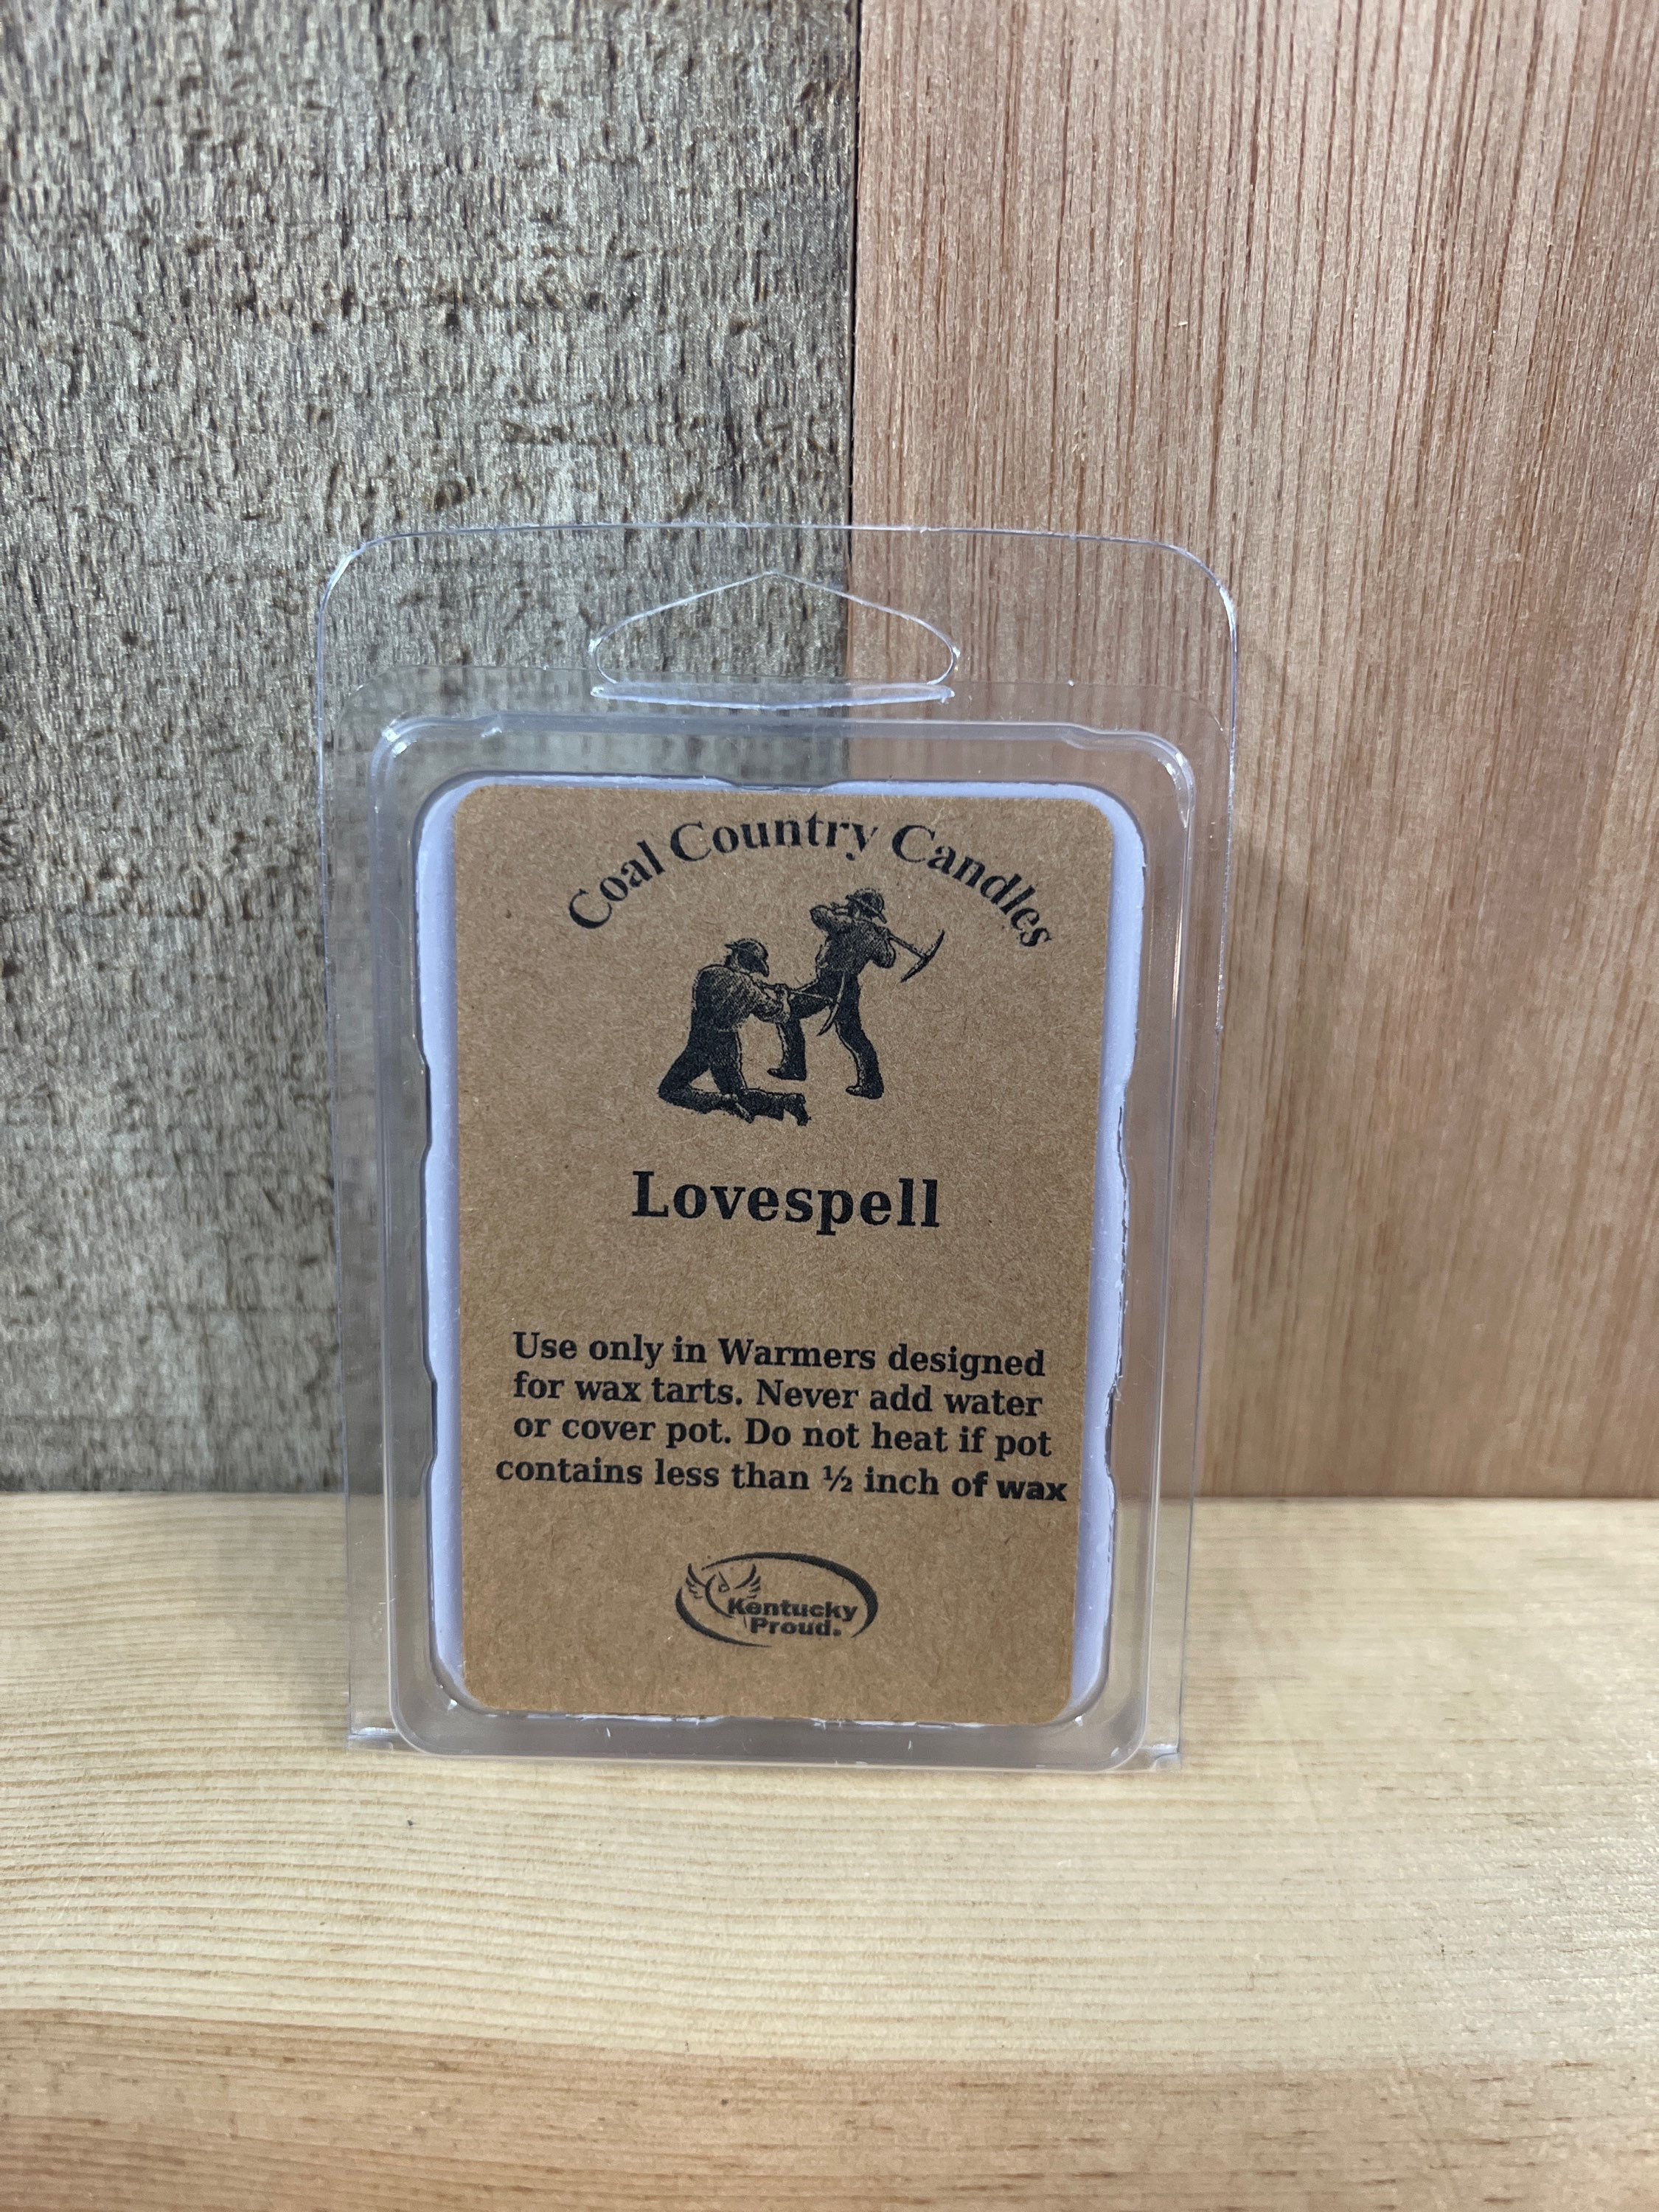 Coal Country Candles
Lovespell
Use only in Warmers designed
for wax tarts. Never add water
or cover pot. Do not heat if pot
contains less than ½ inch of wax
Kentucky
Proud.